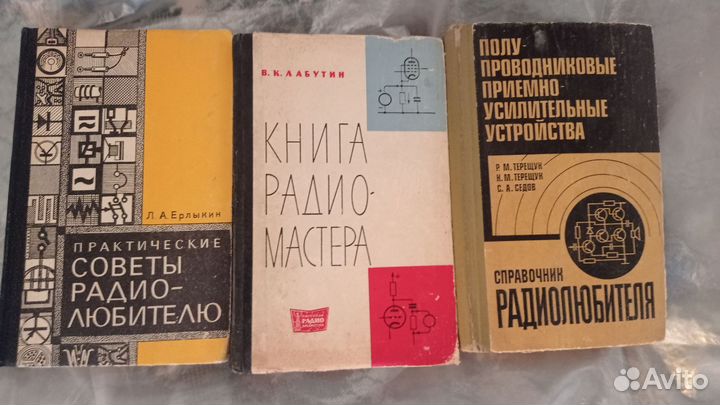 Л. А. Ерлыкин
ПРАКТИЧЕСКИЕ
СОВЕТЫ
РАДИО-
ЛЮБИТЕЛЮ
В. К. ЛАБУТИН
КНИГА
РАДИО-
МАСТЕРА
РАДИО
ПОЛУ-
ПРОВОДНИКОВЫЕ
ПРИЕМНО-
УСИЛИТЕЛЬНЫЕ
УСТРОЙСТВА
Р. М. ТЕРЕЩУК
К. М. ТЕРЕЩУК
С. А. СЕДОВ
СПРАВОЧНИК
РАДИОЛЮБИТЕЛЯ
Avito